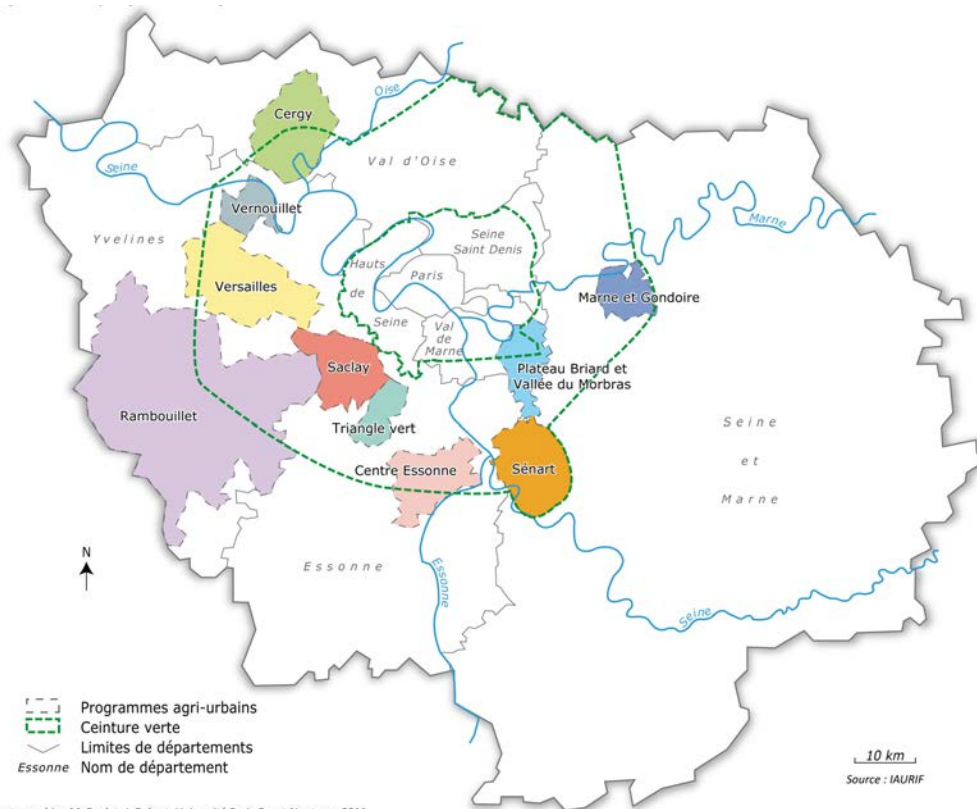 Cergy
Oise
Val d'Oise
Seine
Vernouillet
Yvelines
Versailles
Hauts
de
Seine
Seine
Saint Denis
Paris
Val
de
Marne
Marne
Marne et Gondoire
Saclay
Plateau Briard et
Vallée du Morbras
Rambouillet
Triangle vert
Centre Essonne
Sénart
Seine
et
Marne
N
Essonne
Essonne
Seine
Programmes agri-urbains
Ceinture verte
Limites de départements
Essonne Nom de département
10 km
Source : IAURIF